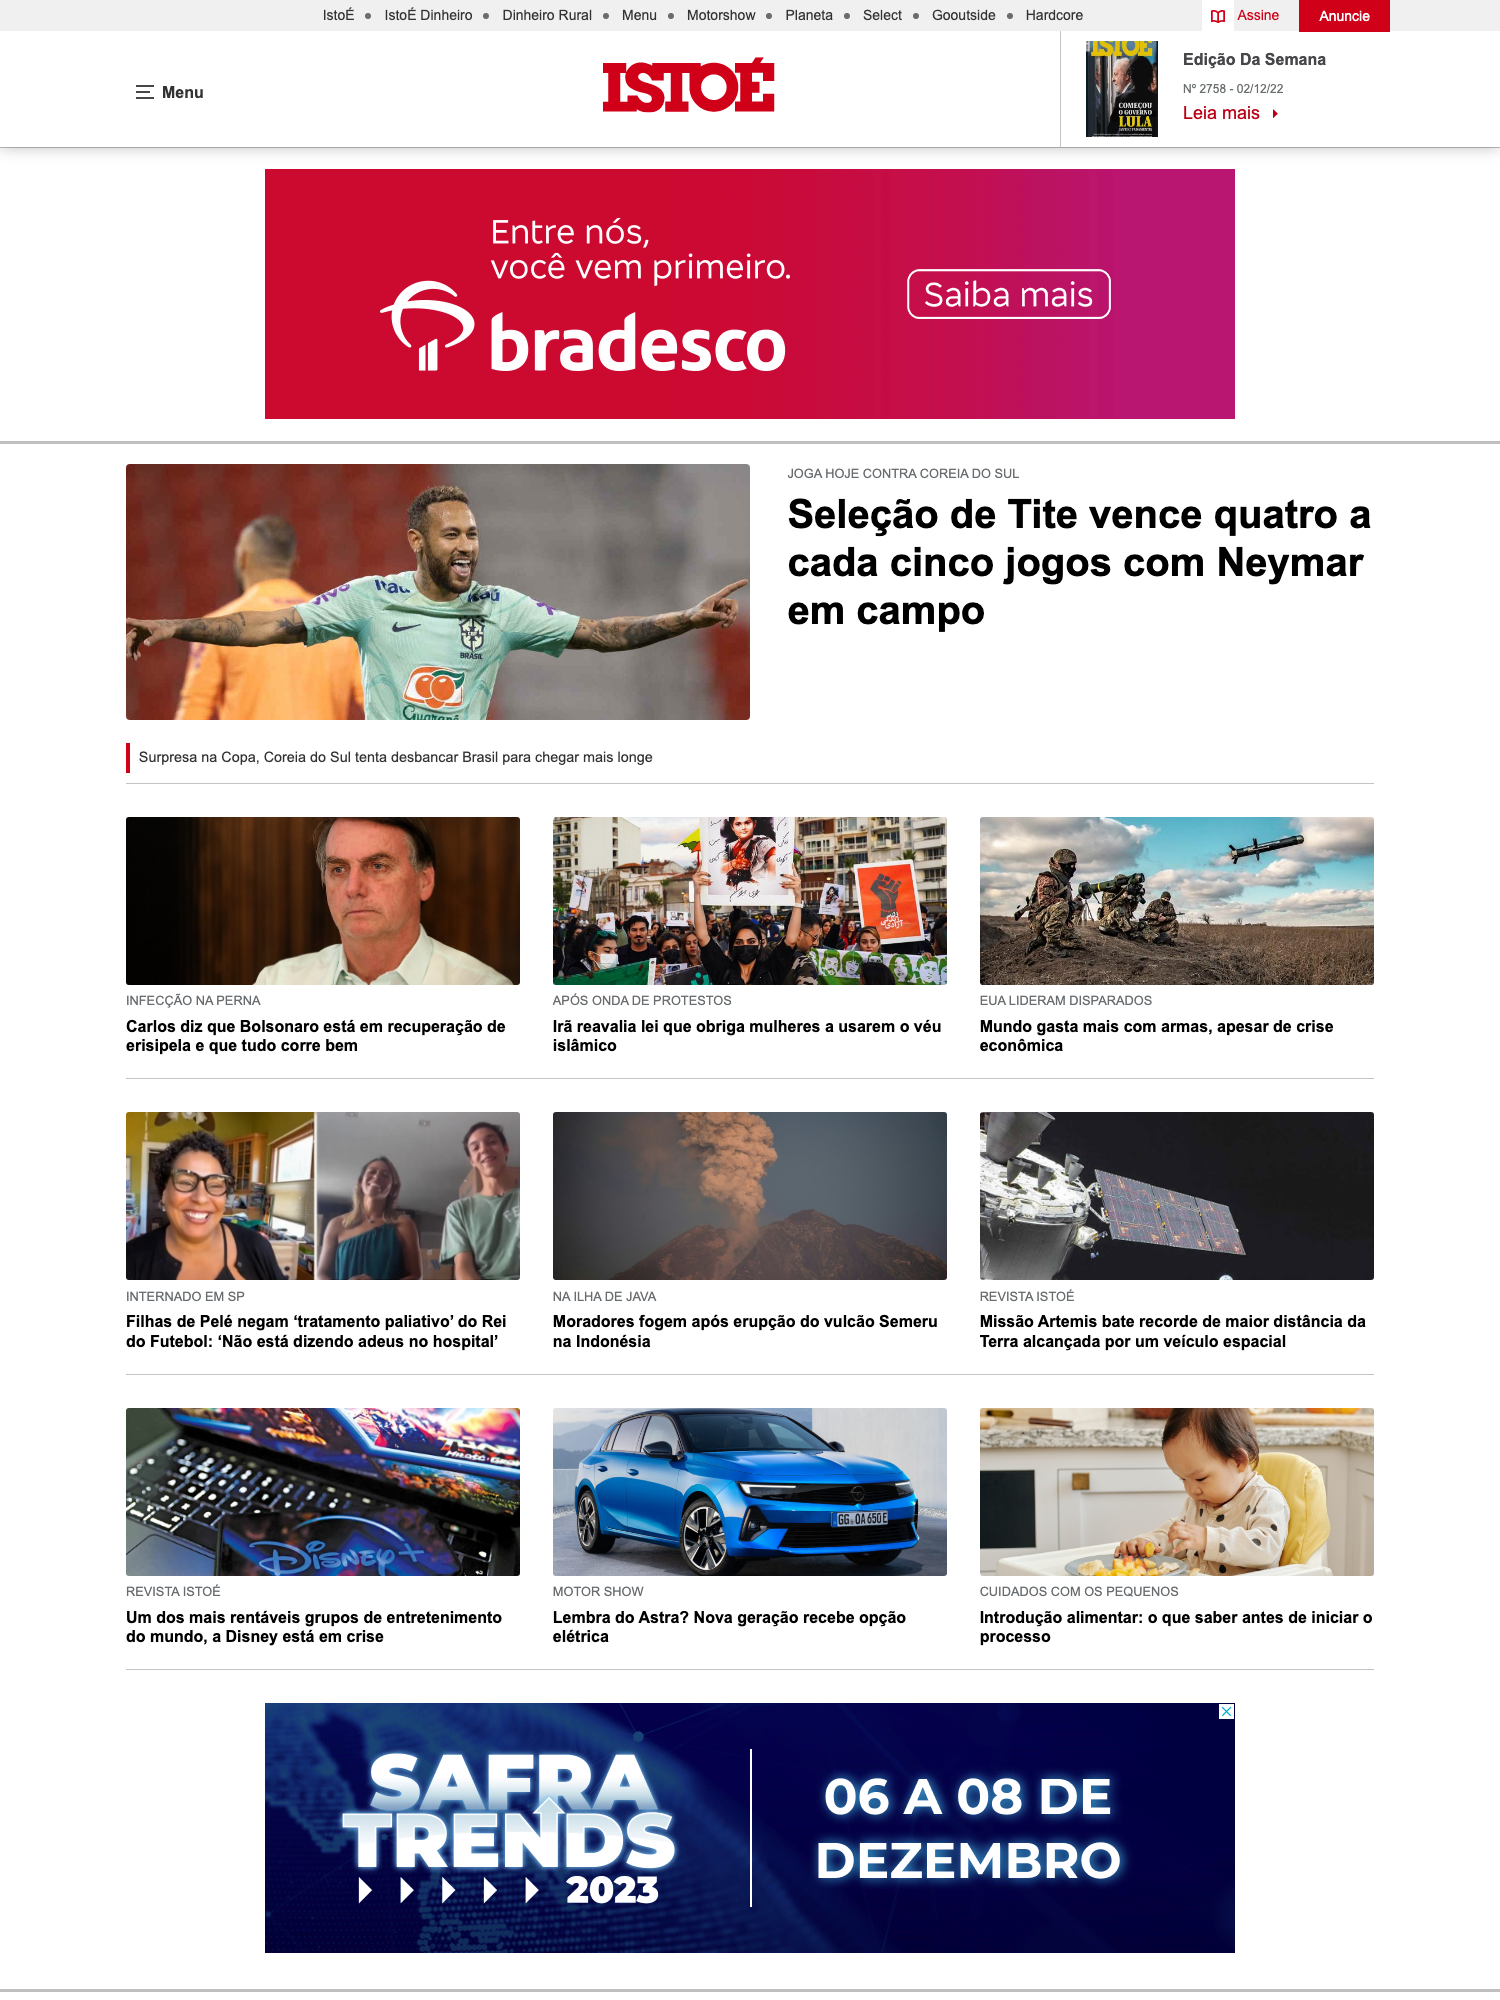 IstoÉ • IstoÉ Dinheiro • Dinheiro Rural • Menu • Motorshow • Planeta • Select • Gooutside • Hardcore
Assine
Anuncie
Menu
ISTOÉ
ISTOÉ
COMEÇOU
O GOVERNO
LULA
Edição Da Semana
Nº 2758 - 02/12/22
Leia mais
Entre nós,
você vem primeiro.
bradesco
Saiba mais
vivo Itaú Itaú
BRASIL
Guaraná
JOGA HOJE CONTRA COREIA DO SUL
Seleção de Tite vence quatro a
cada cinco jogos com Neymar
em campo
Surpresa na Copa, Coreia do Sul tenta desbancar Brasil para chegar mais longe
INFECÇÃO NA PERNA
Carlos diz que Bolsonaro está em recuperação de
erisipela e que tudo corre bem
APÓS ONDA DE PROTESTOS
Irã reavalia lei que obriga mulheres a usarem o véu
islâmico
EUA LIDERAM DISPARADOS
Mundo gasta mais com armas, apesar de crise
econômica
INTERNADO EM SP
Filhas de Pelé negam ‘tratamento paliativo’ do Rei
do Futebol: ‘Não está dizendo adeus no hospital’
NA ILHA DE JAVA
Moradores fogem após erupção do vulcão Semeru
na Indonésia
REVISTA ISTOÉ
Missão Artemis bate recorde de maior distância da
Terra alcançada por um veículo espacial
Disney+
REVISTA ISTOÉ
Um dos mais rentáveis grupos de entretenimento
do mundo, a Disney está em crise
GG OA 650E
MOTOR SHOW
Lembra do Astra? Nova geração recebe opção
elétrica
CUIDADOS COM OS PEQUENOS
Introdução alimentar: o que saber antes de iniciar o
processo
SAFRA
TRENDS
2023
06 A 08 DE
DEZEMBRO